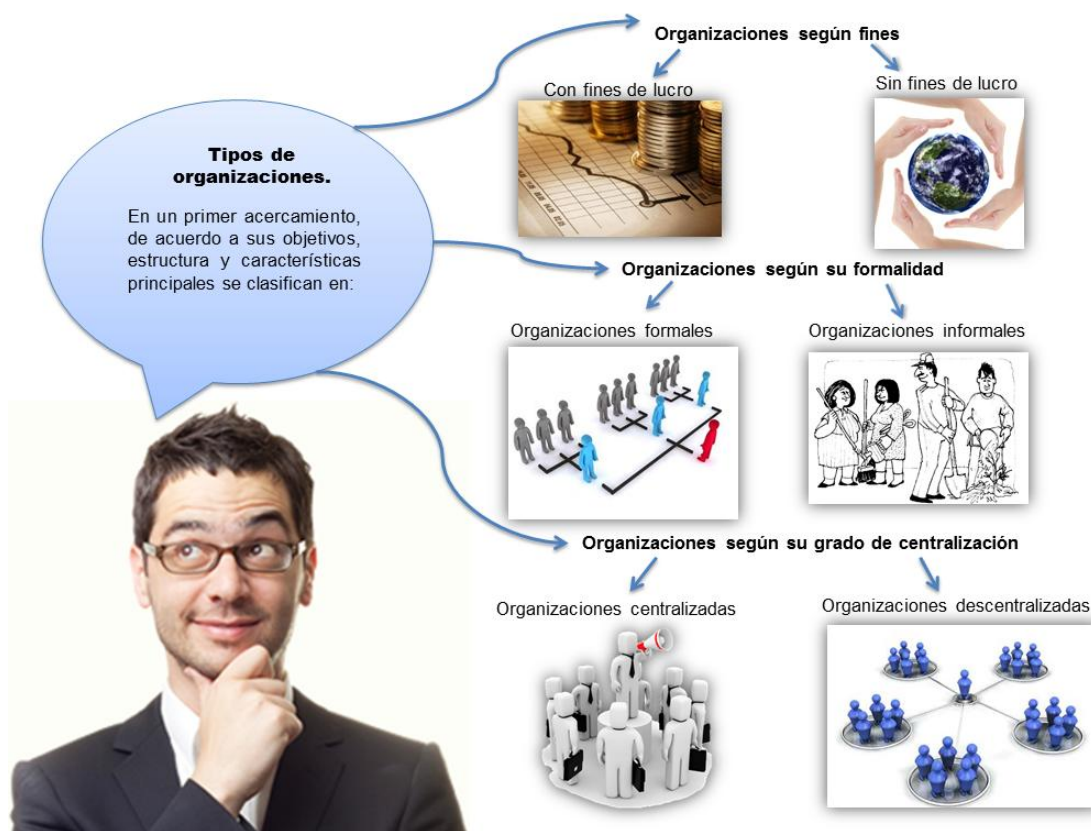 Tipos de
organizaciones.
En un primer acercamiento,
de acuerdo a sus objetivos,
estructura y características
principales se clasifican en:
Organizaciones según fines
Con fines de lucro
Sin fines de lucro
Organizaciones según su formalidad
Organizaciones formales
Organizaciones informales
Organizaciones según su grado de centralización
Organizaciones centralizadas
Organizaciones descentralizadas